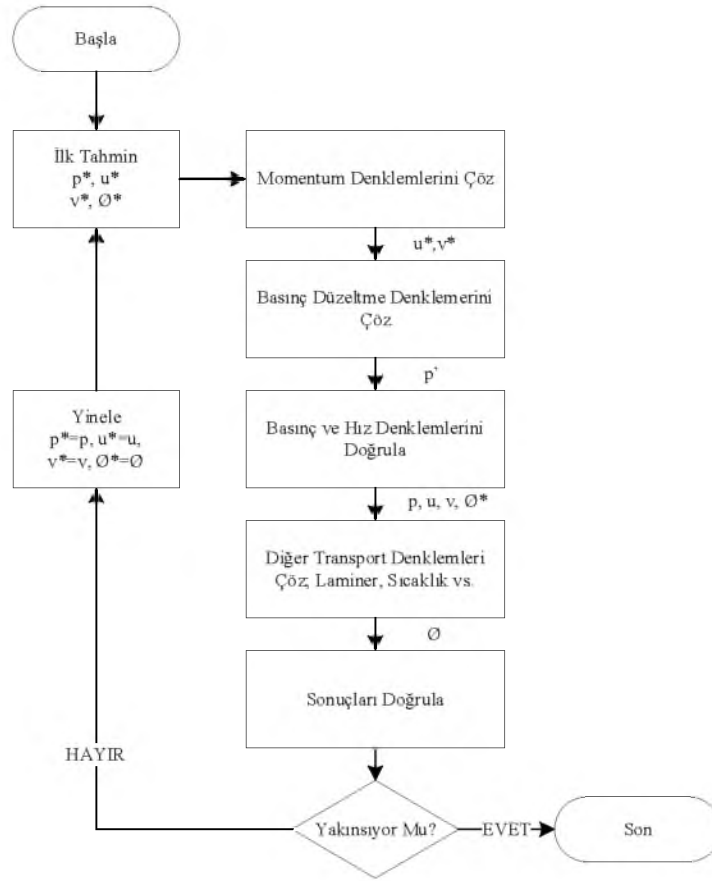 Başla
İlk Tahmin
p*, u*
v*, Ø*
Momentum Denklemlerini Çöz
u*,v*
Basınç Düzeltme Denklemerini
Çöz
p'
Basınç ve Hız Denklemlerini
Doğrula
p, u, v, Ø*
Diğer Transport Denklemleri
Çöz; Laminer, Sıcaklık vs.
Ø
Sonuçları Doğrula
Yakınsıyor Mu?
EVET
Son
HAYIR
Yinele
p*=p, u*=u,
v*=v, Ø*=Ø